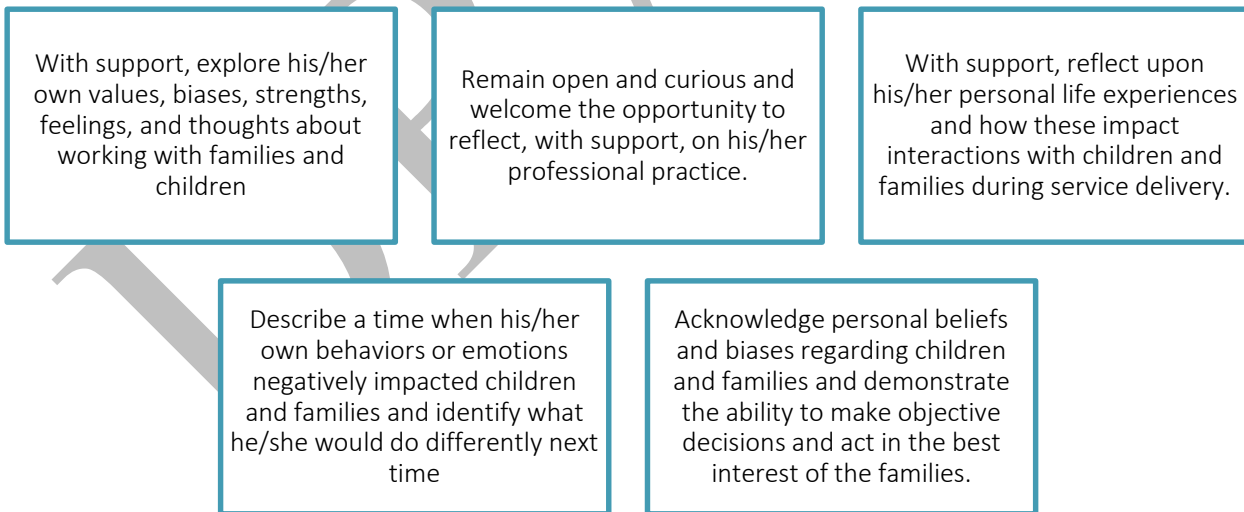 With support, explore his/her
own values, biases, strengths,
feelings, and thoughts about
working with families and
children
Remain open and curious and
welcome the opportunity to
reflect, with support, on his/her
professional practice.
With support, reflect upon
his/her personal life experiences
and how these impact
interactions with children and
families during service delivery.
Describe a time when his/her
own behaviors or emotions
negatively impacted children
and families and identify what
he/she would do differently next
time
Acknowledge personal beliefs
and biases regarding children
and families and demonstrate
the ability to make objective
decisions and act in the best
interest of the families.